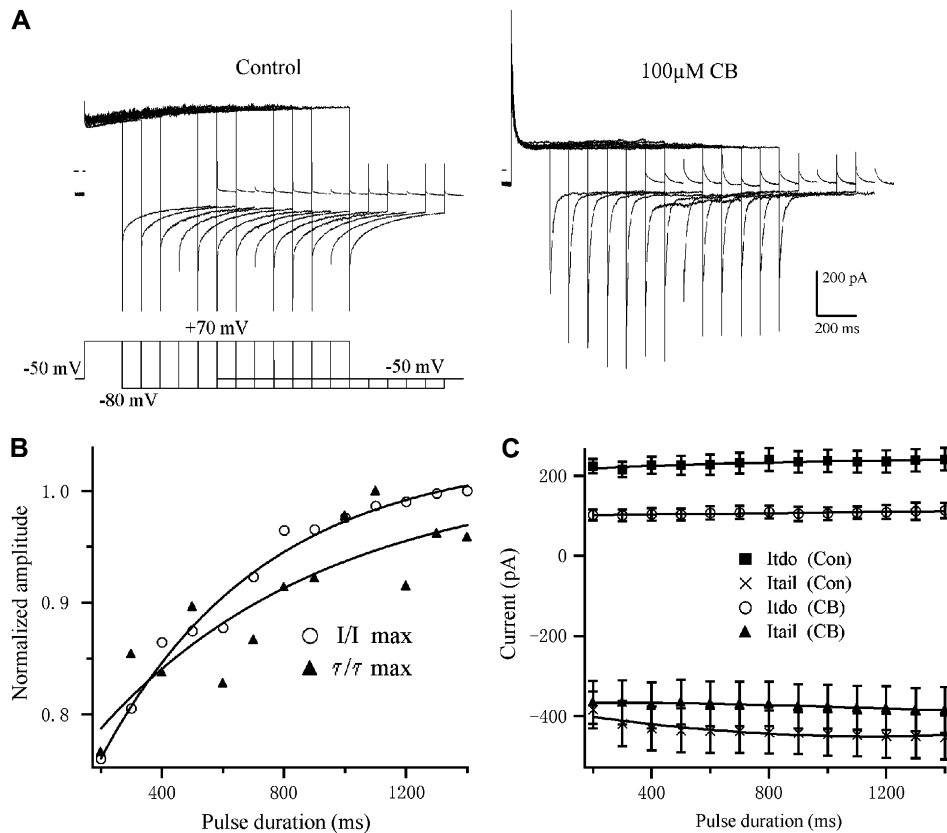 A
Control
100μM CB
200 pA
200 ms
+70 mV
-50 mV
-50 mV
-80 mV
B
Normalized amplitude
1.0
0.9
0.8
I/I max
τ/τ max
400
800
1200
Pulse duration (ms)
C
Current (pA)
200
0
-200
-400
Itdo (Con)
Itail (Con)
Itdo (CB)
Itail (CB)
400
800
1200
Pulse duration (ms)